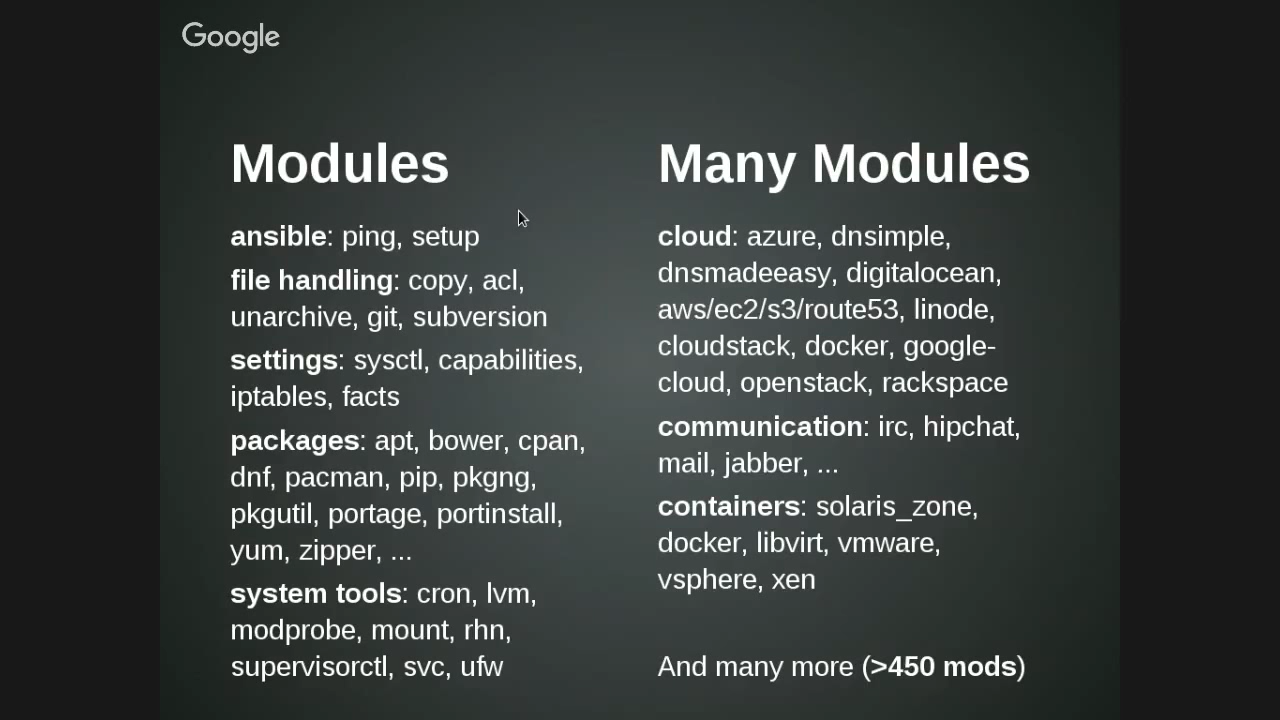 Google
Modules
ansible: ping, setup
file handling: copy, acl,
unarchive, git, subversion
settings: sysctl, capabilities,
iptables, facts
packages: apt, bower, cpan,
dnf, pacman, pip, pkgng,
pkgutil, portage, portinstall,
yum, zipper, ...
system tools: cron, lvm,
modprobe, mount, rhn,
supervisorctl, svc, ufw
Many Modules
cloud: azure, dnsimple,
dnsmadeeasy, digitalocean,
aws/ec2/s3/route53, linode,
cloudstack, docker, google-
cloud, openstack, rackspace
communication: irc, hipchat,
mail, jabber, ...
containers: solaris_zone,
docker, libvirt, vmware,
vsphere, xen
And many more (>450 mods)